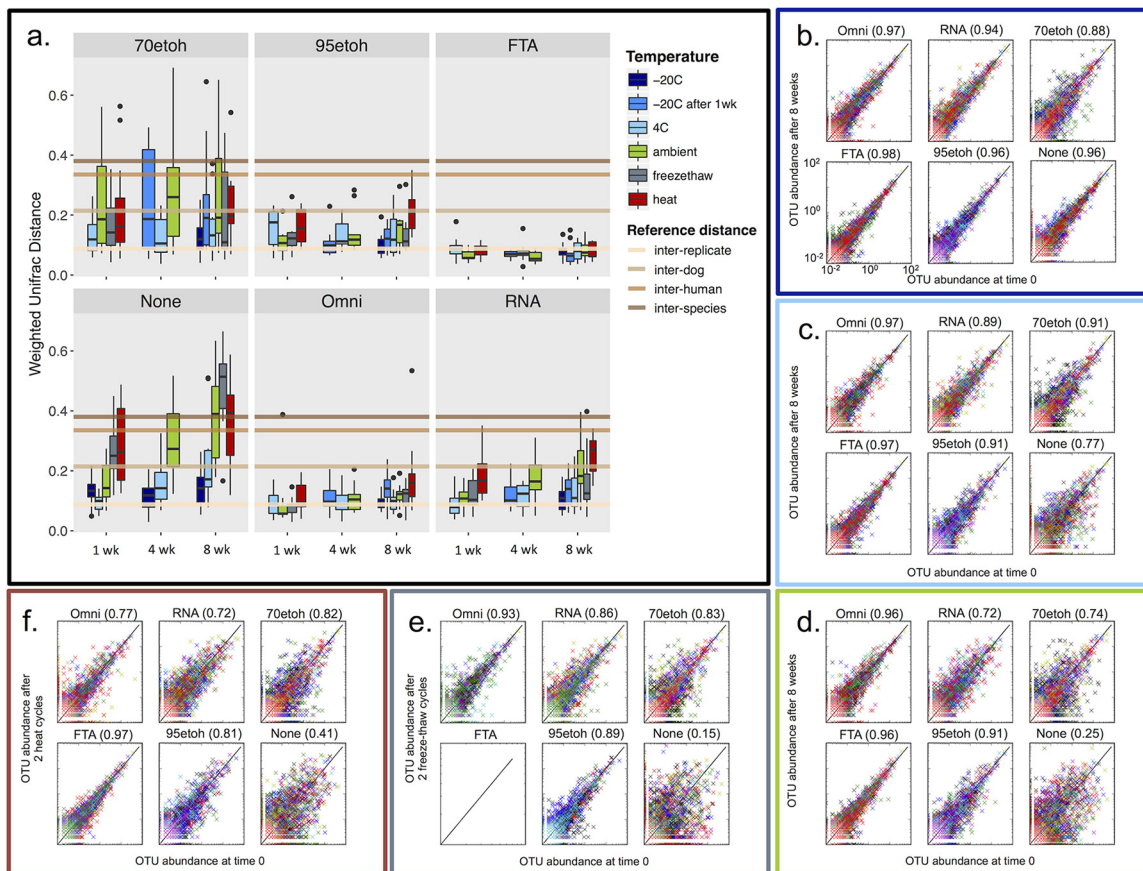 a.
70etoh 95etoh FTA
Weighted Unifrac Distance
0.6
0.4
0.2
0.0
None Omni RNA
0.6
0.4
0.2
0.0
1 wk 4 wk 8 wk 1 wk 4 wk 8 wk 1 wk 4 wk 8 wk
Temperature
-20C
-20C after 1wk
4C
ambient
freezethaw
heat
Reference distance
inter-replicate
inter-dog
inter-human
inter-species
b.
Omni (0.97) RNA (0.94) 70etoh (0.88)
OTU abundance after 8 weeks
FTA (0.98) 95etoh (0.96) None (0.96)
10² 
10⁰
10⁻²
10⁻² 10⁰ 10²
OTU abundance at time 0
c.
Omni (0.97) RNA (0.89) 70etoh (0.91)
OTU abundance after 8 weeks
FTA (0.97) 95etoh (0.91) None (0.77)
OTU abundance at time 0
f.
Omni (0.77) RNA (0.72) 70etoh (0.82)
OTU abundance after
2 heat cycles
FTA (0.97) 95etoh (0.81) None (0.41)
OTU abundance at time 0
e.
Omni (0.93) RNA (0.86) 70etoh (0.83)
OTU abundance after
2 freeze-thaw cycles
FTA 95etoh (0.89) None (0.15)
OTU abundance at time 0
d.
Omni (0.96) RNA (0.72) 70etoh (0.74)
OTU abundance after 8 weeks
FTA (0.96) 95etoh (0.91) None (0.25)
OTU abundance at time 0